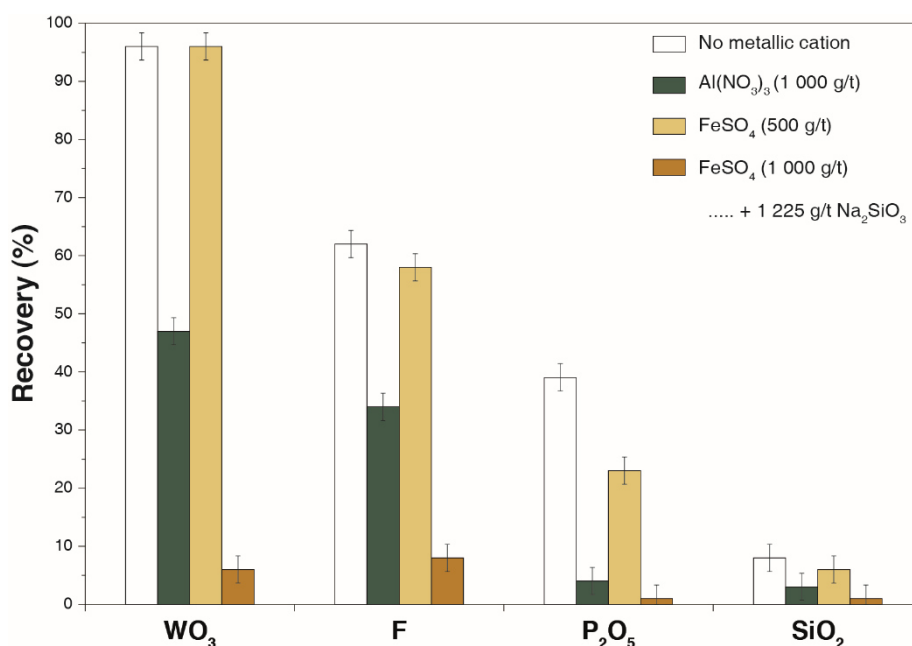 Recovery (%)
100
90
80
70
60
50
40
30
20
10
0
No metallic cation
Al(NO₃)₃ (1 000 g/t)
FeSO₄ (500 g/t)
FeSO₄ (1 000 g/t)
..... + 1 225 g/t Na₂SiO₃
WO₃ F P₂O₅ SiO₂